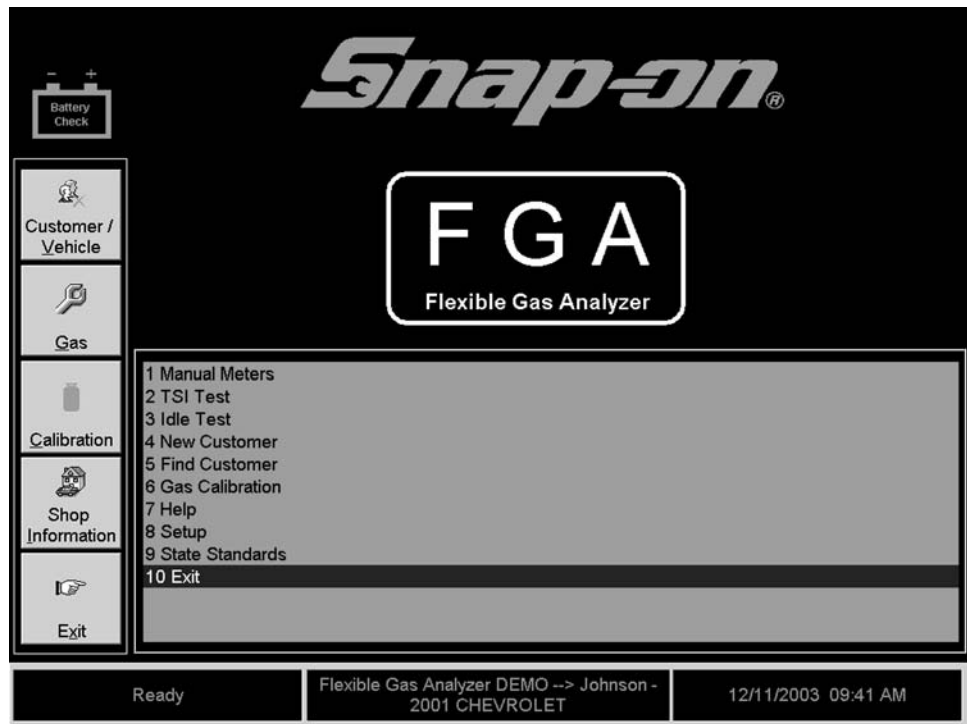 Snap-on®
- +
Battery
Check
FGA
Flexible Gas Analyzer
Customer /
Vehicle
Gas
Calibration
Shop
Information
Exit
1 Manual Meters
2 TSI Test
3 Idle Test
4 New Customer
5 Find Customer
6 Gas Calibration
7 Help
8 Setup
9 State Standards
10 Exit
Ready
Flexible Gas Analyzer DEMO --> Johnson -
2001 CHEVROLET
12/11/2003 09:41 AM